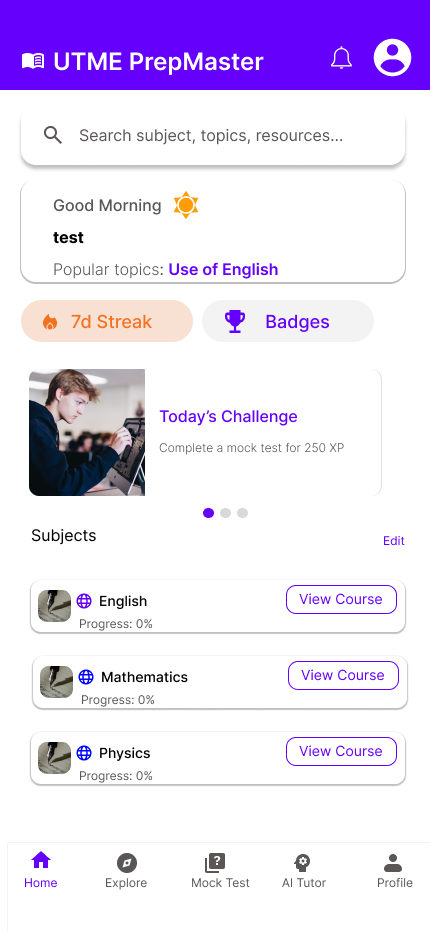 UTME PrepMaster
Search subject, topics, resources...
Good Morning
test
Popular topics: Use of English
7d Streak
Badges
Today’s Challenge
Complete a mock test for 250 XP
Subjects
Edit
English
View Course
Progress: 0%
Mathematics
View Course
Progress: 0%
Physics
View Course
Progress: 0%
Home
Explore
Mock Test
AI Tutor
Profile